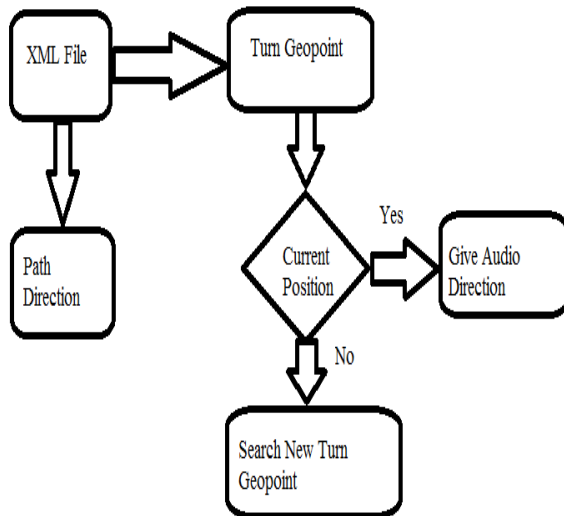 XML File
Turn Geopoint
Path
Direction
Current
Position
Yes
Give Audio
Direction
No
Search New Turn
Geopoint